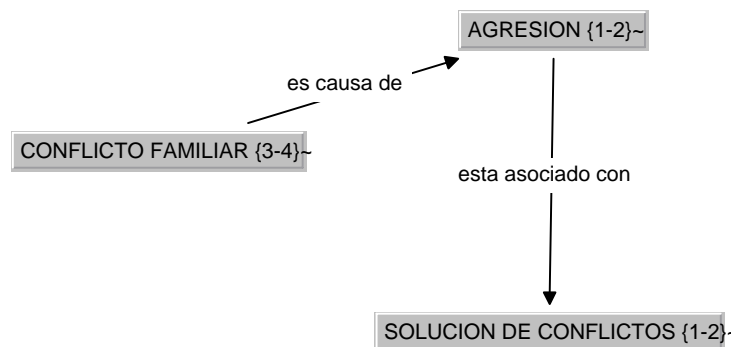 AGRESION {1-2}~
es causa de
CONFLICTO FAMILIAR {3-4}~
esta asociado con
SOLUCION DE CONFLICTOS {1-2}~